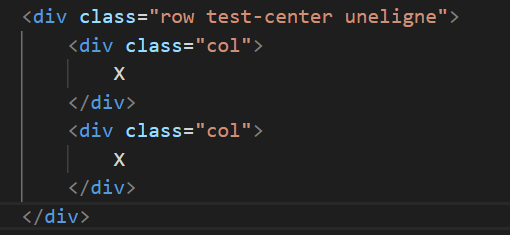 <div class="row test-center uneligne">
<div class="col">
X
</div>
<div class="col">
X
</div>
</div>